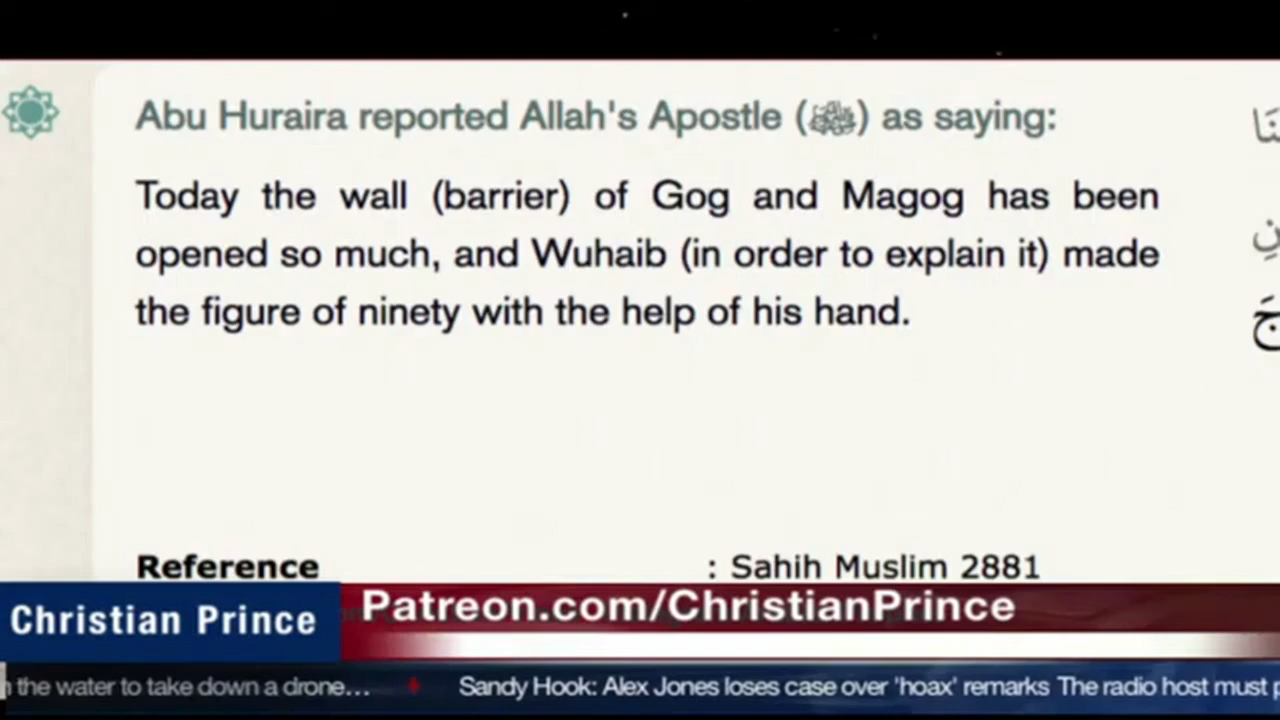 Abu Huraira reported Allah's Apostle (ﷺ) as saying:
Today the wall (barrier) of Gog and Magog has been
opened so much, and Wuhaib (in order to explain it) made
the figure of ninety with the help of his hand.
Reference : Sahih Muslim 2881
Christian Prince
Patreon.com/ChristianPrince
the water to take down a drone... Sandy Hook: Alex Jones loses case over 'hoax' remarks The radio host must